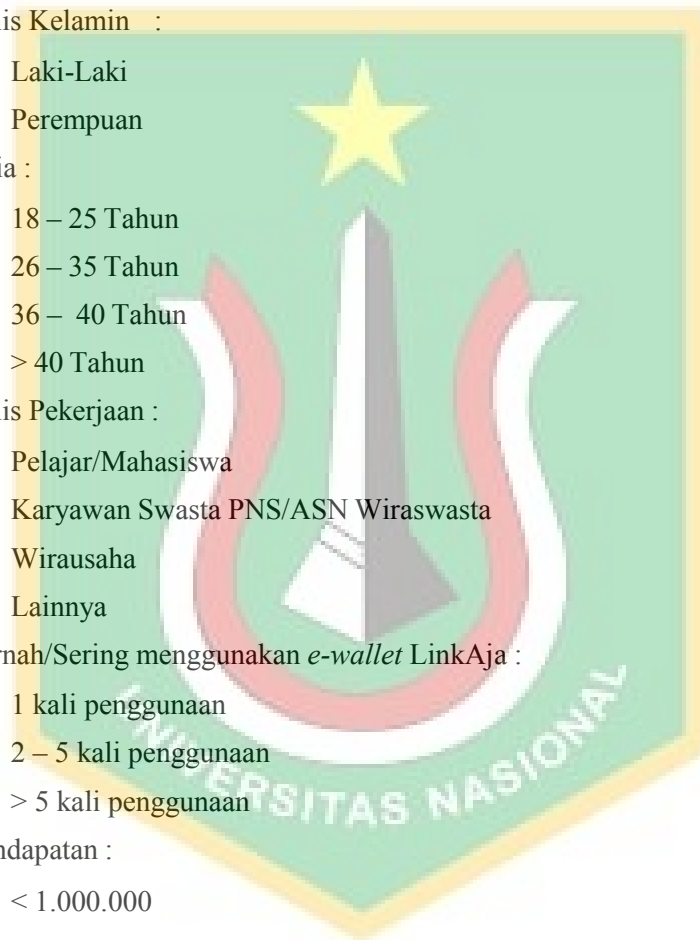 is Kelamin :
Laki-Laki
Perempuan
ia :
18 – 25 Tahun
26 – 35 Tahun
36 – 40 Tahun
> 40 Tahun
is Pekerjaan :
Pelajar/Mahasiswa
Karyawan Swasta PNS/ASN Wiraswasta
Wirausaha
Lainnya
rnah/Sering menggunakan e-wallet LinkAja :
1 kali penggunaan
2 – 5 kali penggunaan
> 5 kali penggunaan
ndapatan :
< 1.000.000
UNIVERSITAS NASIONAL